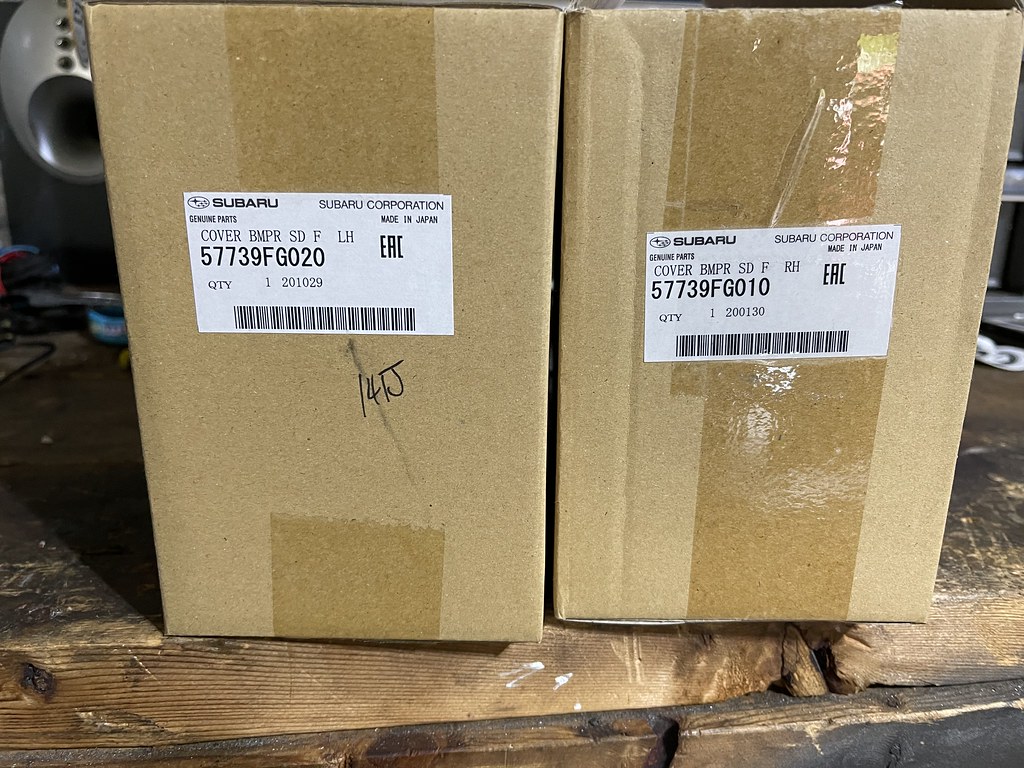 SUBARU SUBARU CORPORATION
GENUINE PARTS MADE IN JAPAN
COVER BMPR SD F LH EAC
57739FG020
QTY 1 201029
14J
SUBARU SUBARU CORPORATION
GENUINE PARTS MADE IN JAPAN
COVER BMPR SD F RH EAC
57739FG010
QTY 1 200130